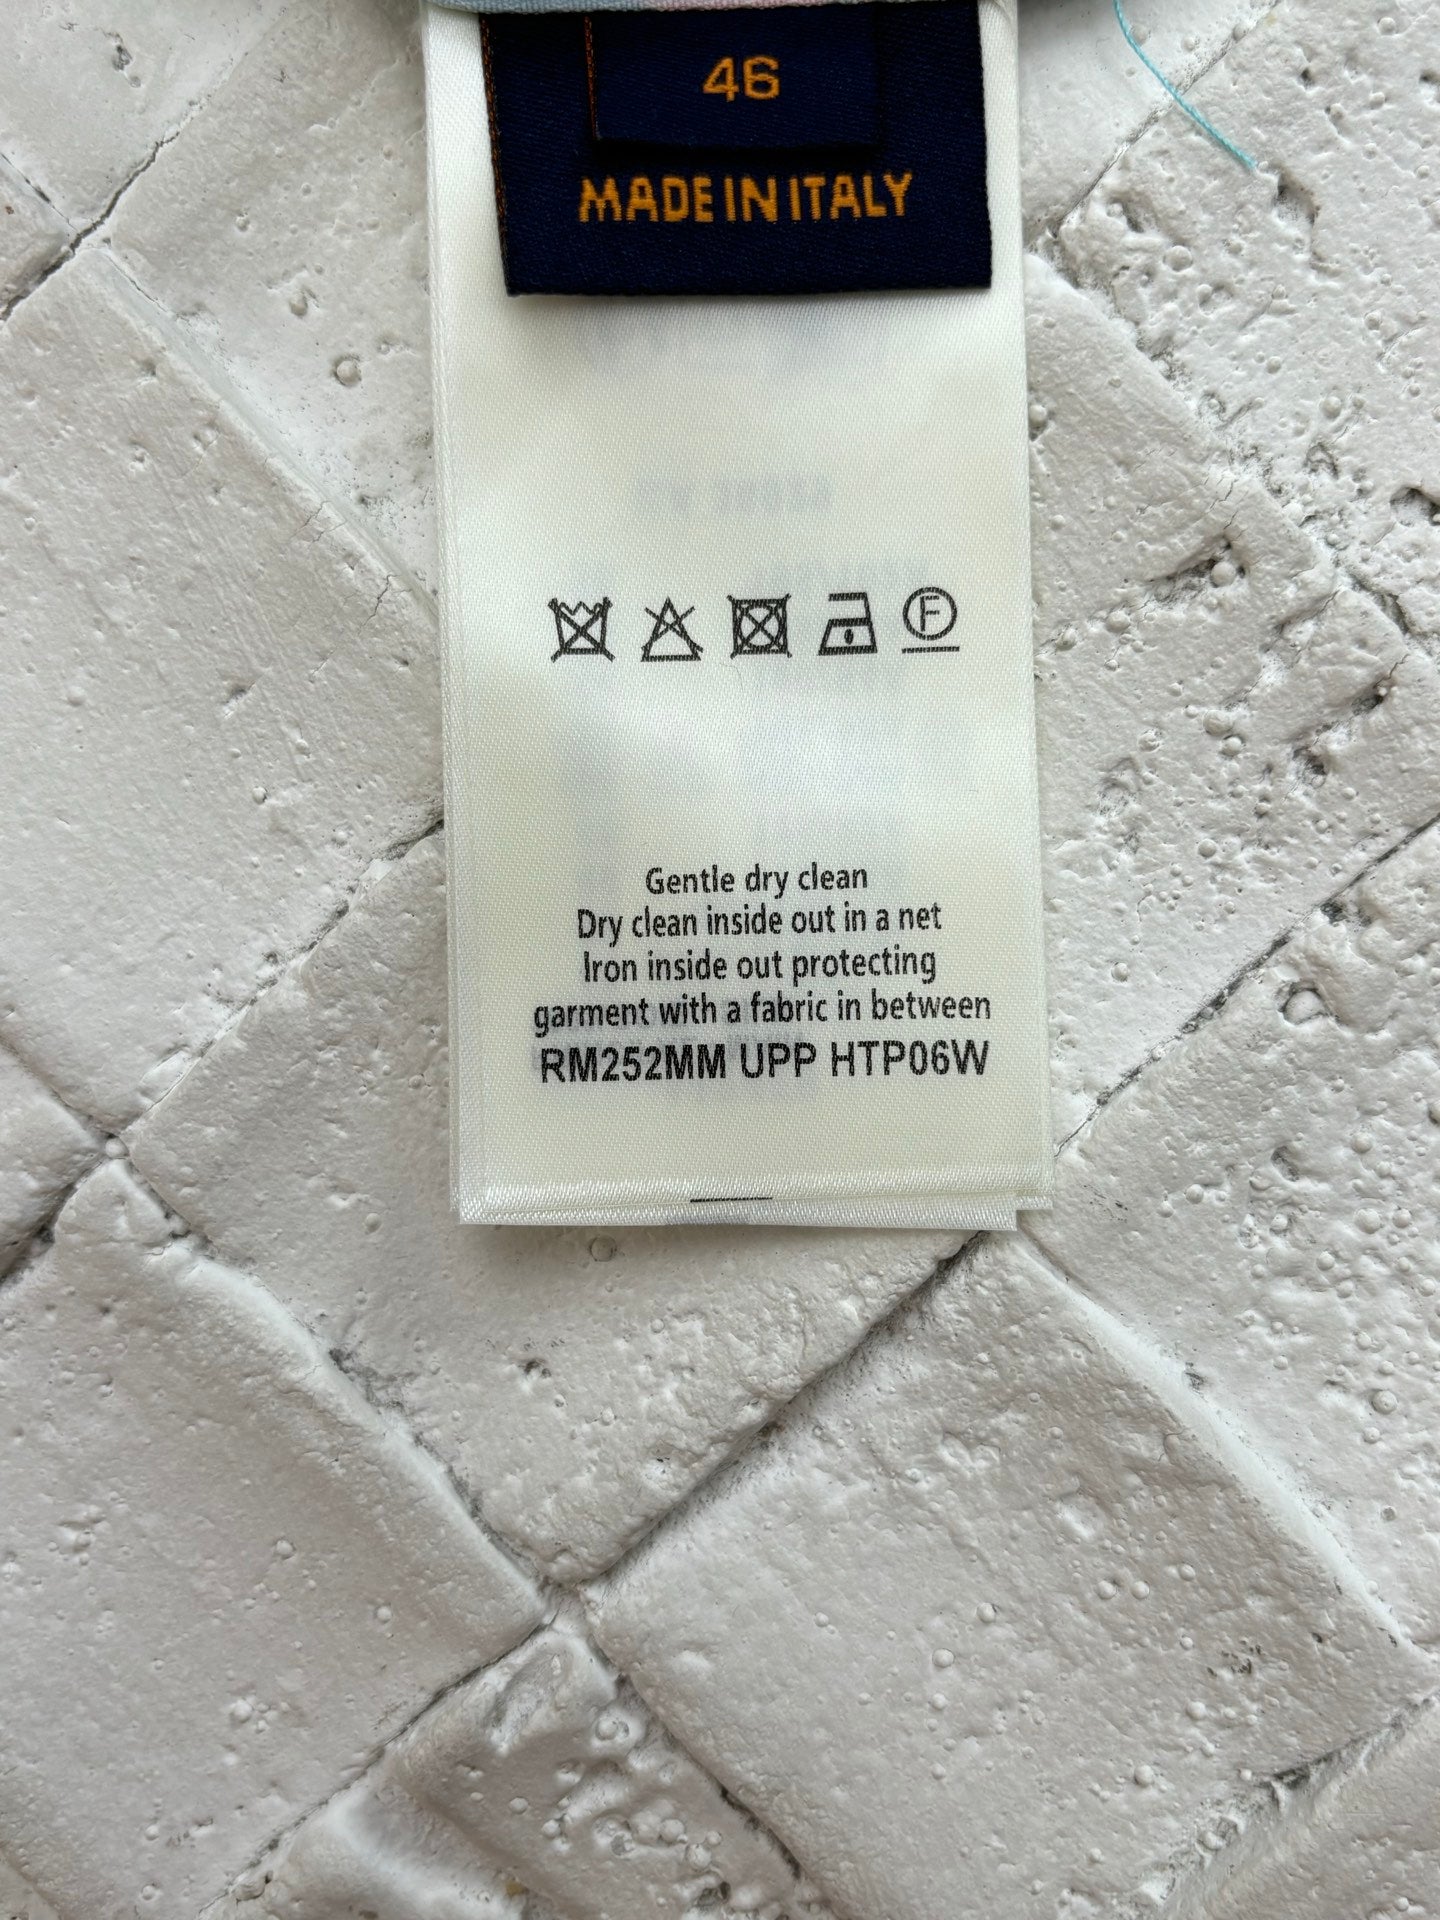 46
MADE IN ITALY
F
Gentle dry clean
Dry clean inside out in a net
Iron inside out protecting
garment with a fabric in between
RM252MM UPP HTP06W